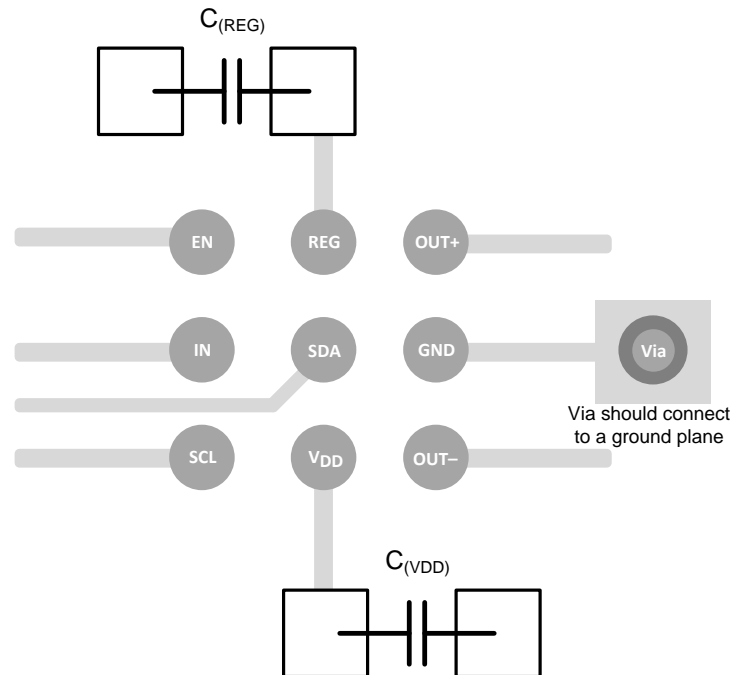 C(REG)
EN
REG
OUT+
IN
SDA
GND
Via
Via should connect
to a ground plane
SCL
VDD
OUT–
C(VDD)